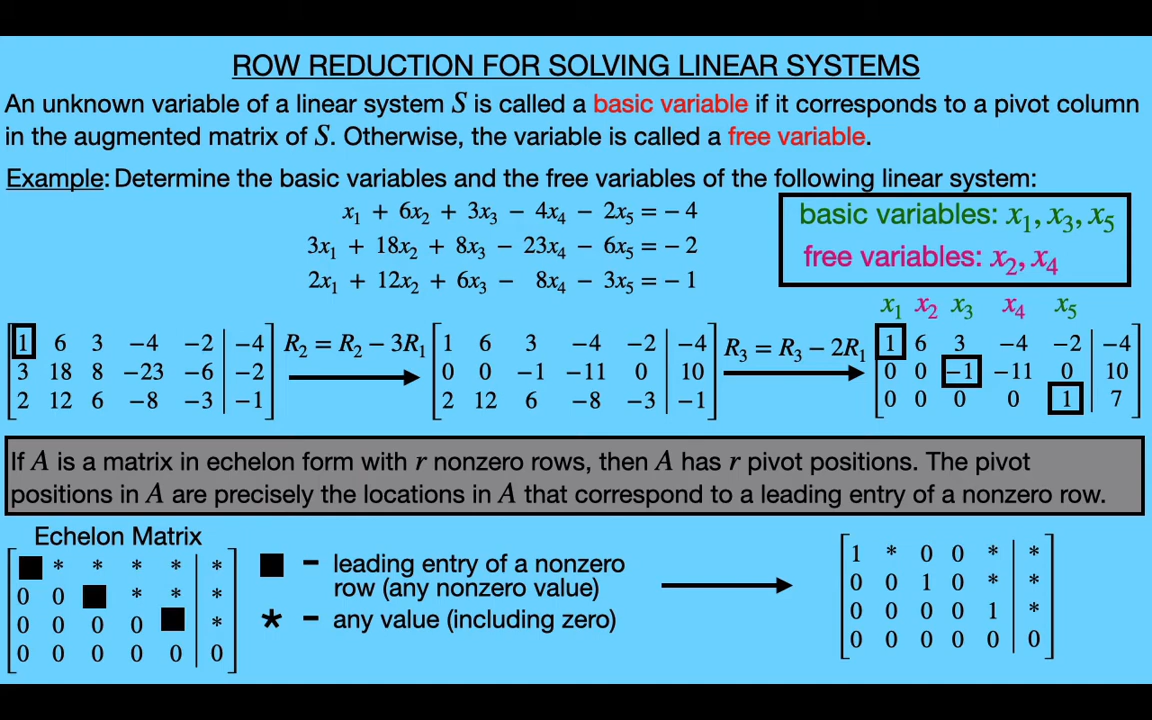 ROW REDUCTION FOR SOLVING LINEAR SYSTEMS
An unknown variable of a linear system S is called a basic variable if it corresponds to a pivot column
in the augmented matrix of S. Otherwise, the variable is called a free variable.
Example: Determine the basic variables and the free variables of the following linear system:
x₁ + 6x₂ + 3x₃ − 4x₄ − 2x₅ = − 4
3x₁ + 18x₂ + 8x₃ − 23x₄ − 6x₅ = − 2
2x₁ + 12x₂ + 6x₃ − 8x₄ − 3x₅ = − 1
basic variables: x₁, x₃, x₅
free variables: x₂, x₄
x₁ x₂ x₃ x₄ x₅
1 6 3 −4 −2 | −4
3 18 8 −23 −6 | −2
2 12 6 −8 −3 | −1
R₂ = R₂ − 3R₁
1 6 3 −4 −2 | −4
0 0 −1 −11 0 | 10
2 12 6 −8 −3 | −1
R₃ = R₃ − 2R₁
1 6 3 −4 −2 | −4
0 0 −1 −11 0 | 10
0 0 0 0 1 | 7
If A is a matrix in echelon form with r nonzero rows, then A has r pivot positions. The pivot
positions in A are precisely the locations in A that correspond to a leading entry of a nonzero row.
Echelon Matrix
■ * * * * | *
0 0 ■ * * | *
0 0 0 0 ■ | *
0 0 0 0 0 | 0
■ − leading entry of a nonzero
row (any nonzero value)
* − any value (including zero)
1 * 0 0 * | *
0 0 1 0 * | *
0 0 0 0 1 | *
0 0 0 0 0 | 0